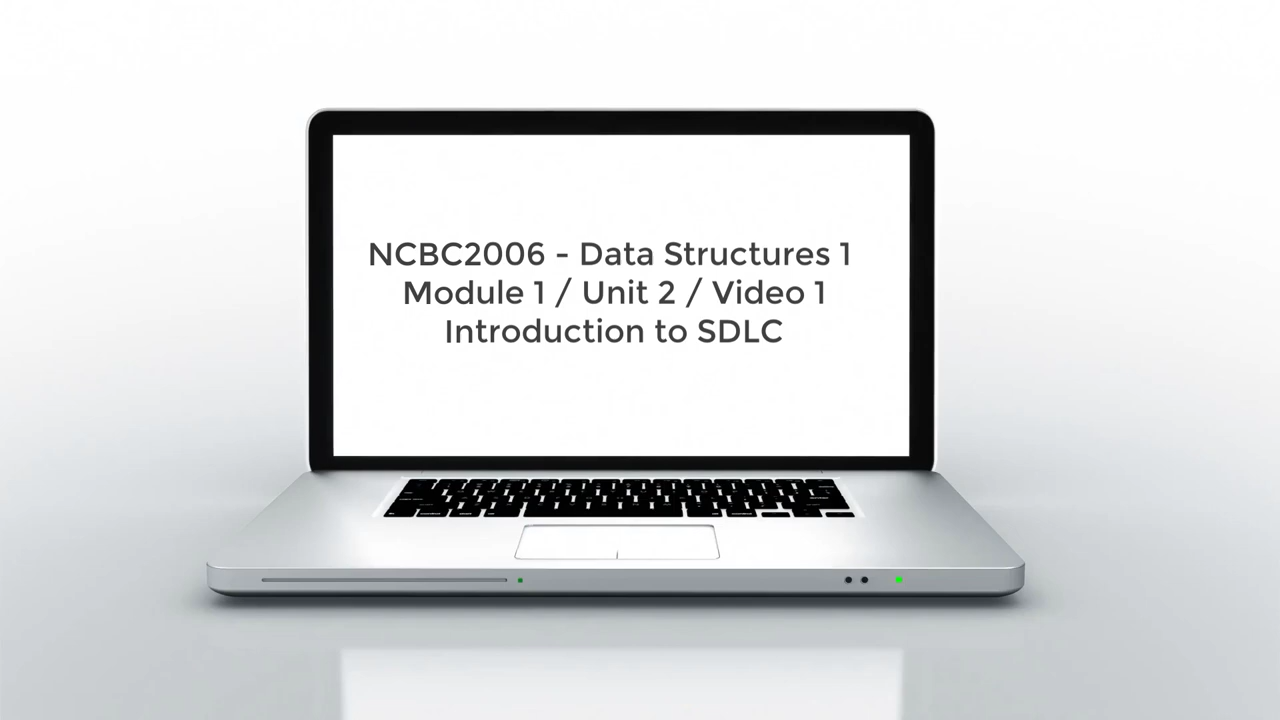 NCBC2006 - Data Structures 1
Module 1 / Unit 2 / Video 1
Introduction to SDLC